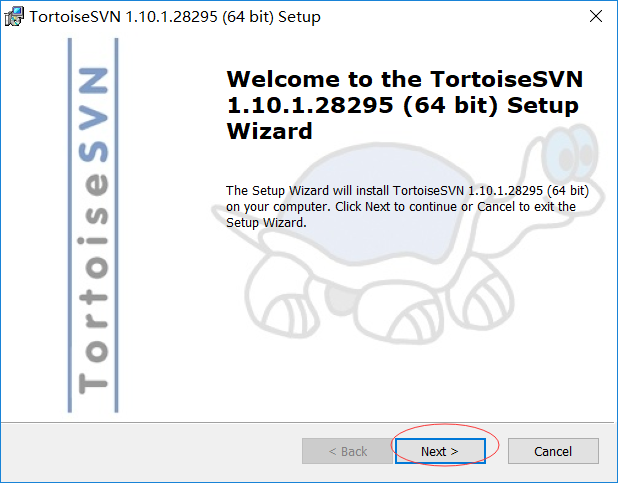 TortoiseSVN 1.10.1.28295 (64 bit) Setup
TortoiseSVN
Welcome to the TortoiseSVN
1.10.1.28295 (64 bit) Setup
Wizard
The Setup Wizard will install TortoiseSVN 1.10.1.28295 (64 bit)
on your computer. Click Next to continue or Cancel to exit the
Setup Wizard.
< Back
Next >
Cancel